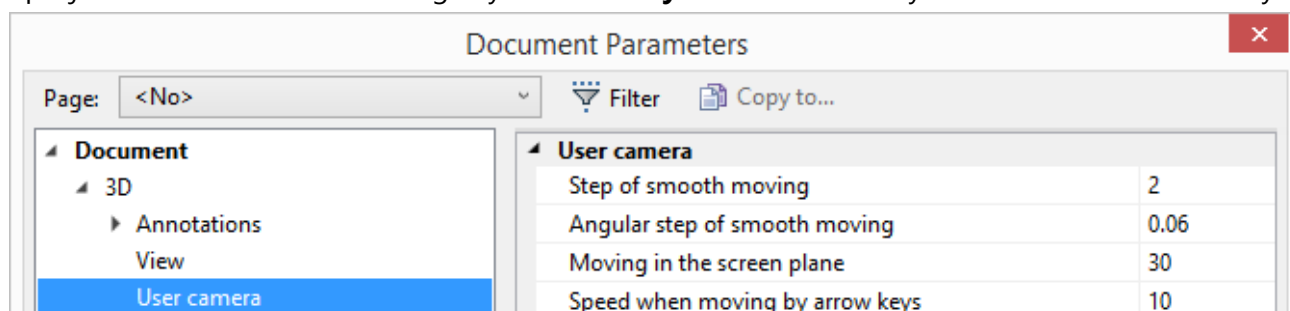 Document Parameters
×
Page: <No> Filter Copy to...
Document
3D
Annotations
View
User camera
User camera
Step of smooth moving 2
Angular step of smooth moving 0.06
Moving in the screen plane 30
Speed when moving by arrow keys 10